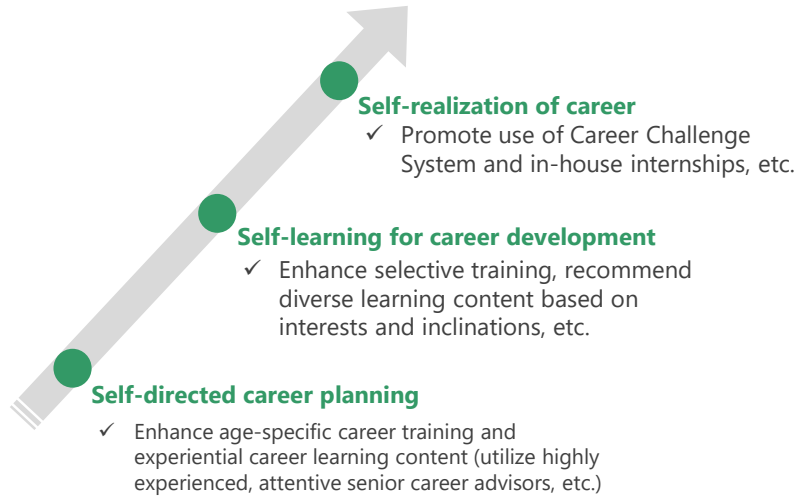 Self-realization of career
✓ Promote use of Career Challenge
System and in-house internships, etc.
Self-learning for career development
✓ Enhance selective training, recommend
diverse learning content based on
interests and inclinations, etc.
Self-directed career planning
✓ Enhance age-specific career training and
experiential career learning content (utilize highly
experienced, attentive senior career advisors, etc.)